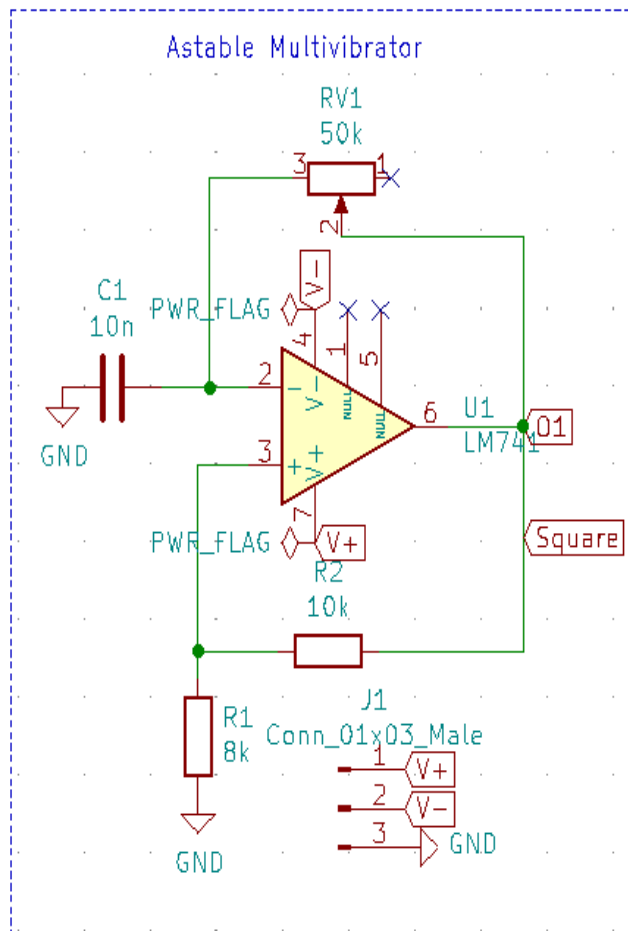 Astable Multivibrator
RV1
50k
3
1
2
V-
C1
10n
PWR_FLAG
4
1
5
2
-
V-
NULL
NULL
6
U1
LM741
O1
GND
3
+
V+
7
PWR_FLAG
V+
Square
R2
10k
J1
R1
8k
Conn_01x03_Male
1
V+
2
V-
3
GND
GND